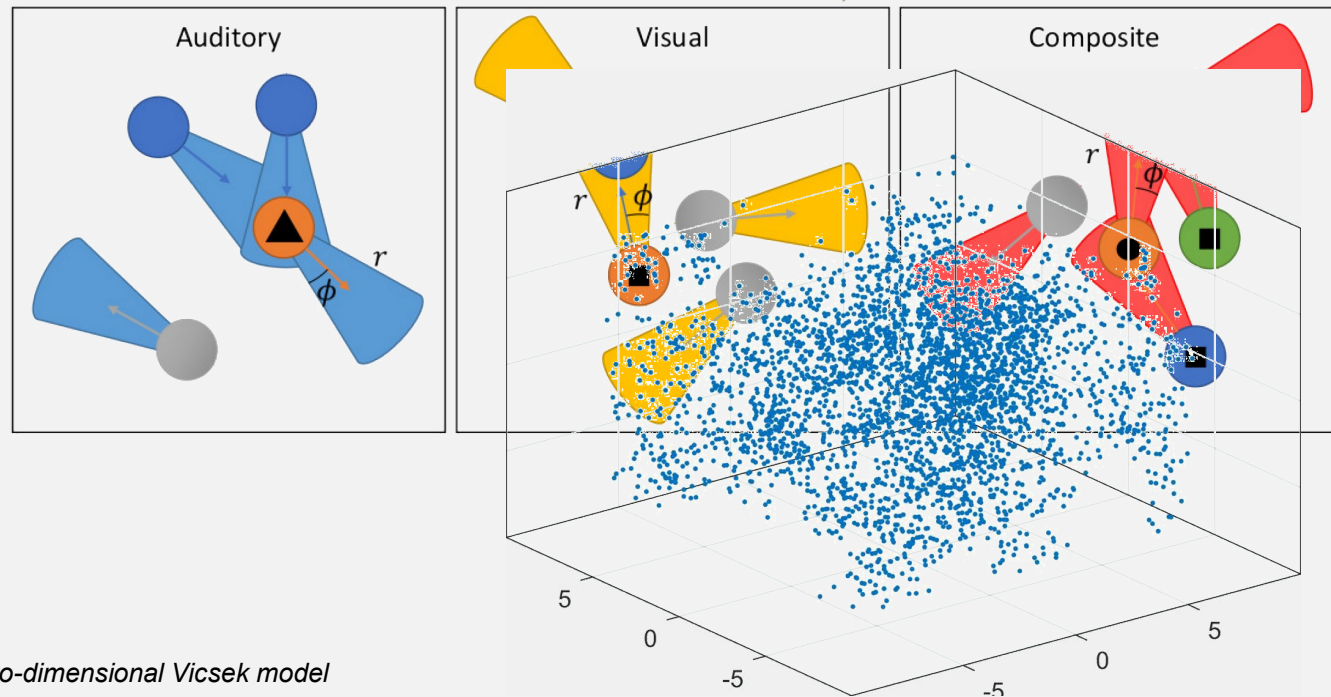 Auditory
Visual
Composite
r
ϕ
r
ϕ
r
ϕ
5
0
-5
5
0
-5
o-dimensional Vicsek model